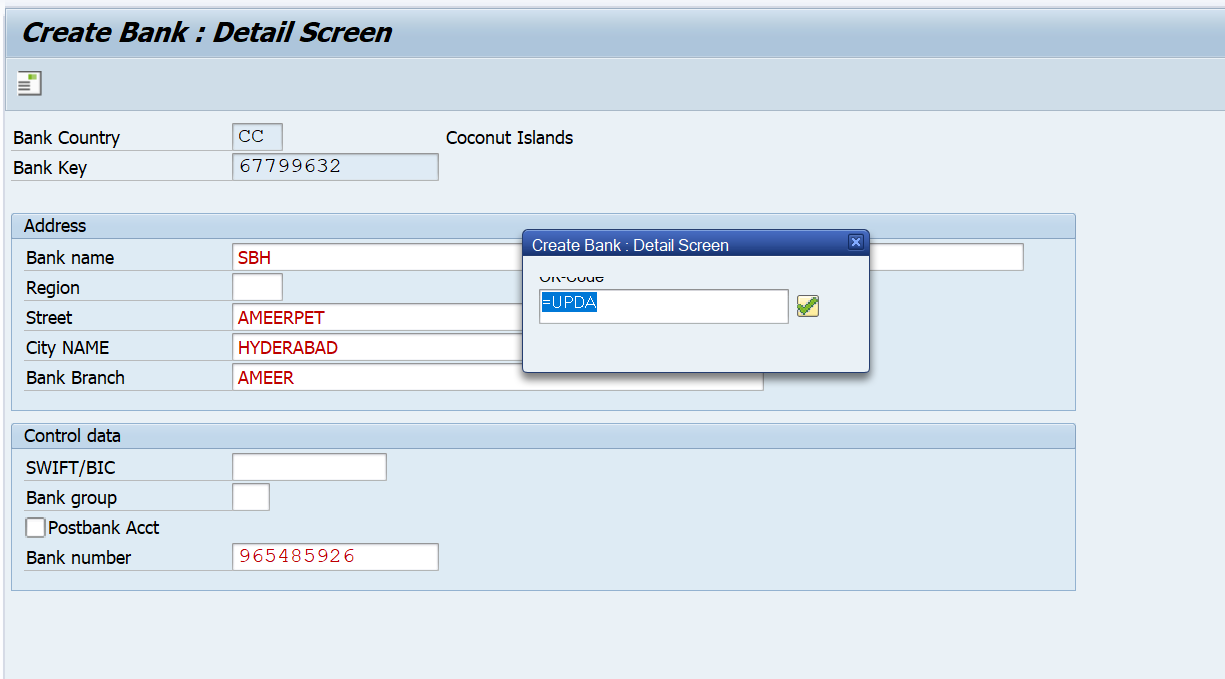 Create Bank : Detail Screen
Bank Country CC Coconut Islands
Bank Key 67799632
Address
Bank name SBH
Region
Street AMEERPET
City NAME HYDERABAD
Bank Branch AMEER
Create Bank : Detail Screen
OK-Code
=UPDA
Control data
SWIFT/BIC
Bank group
Postbank Acct
Bank number 965485926